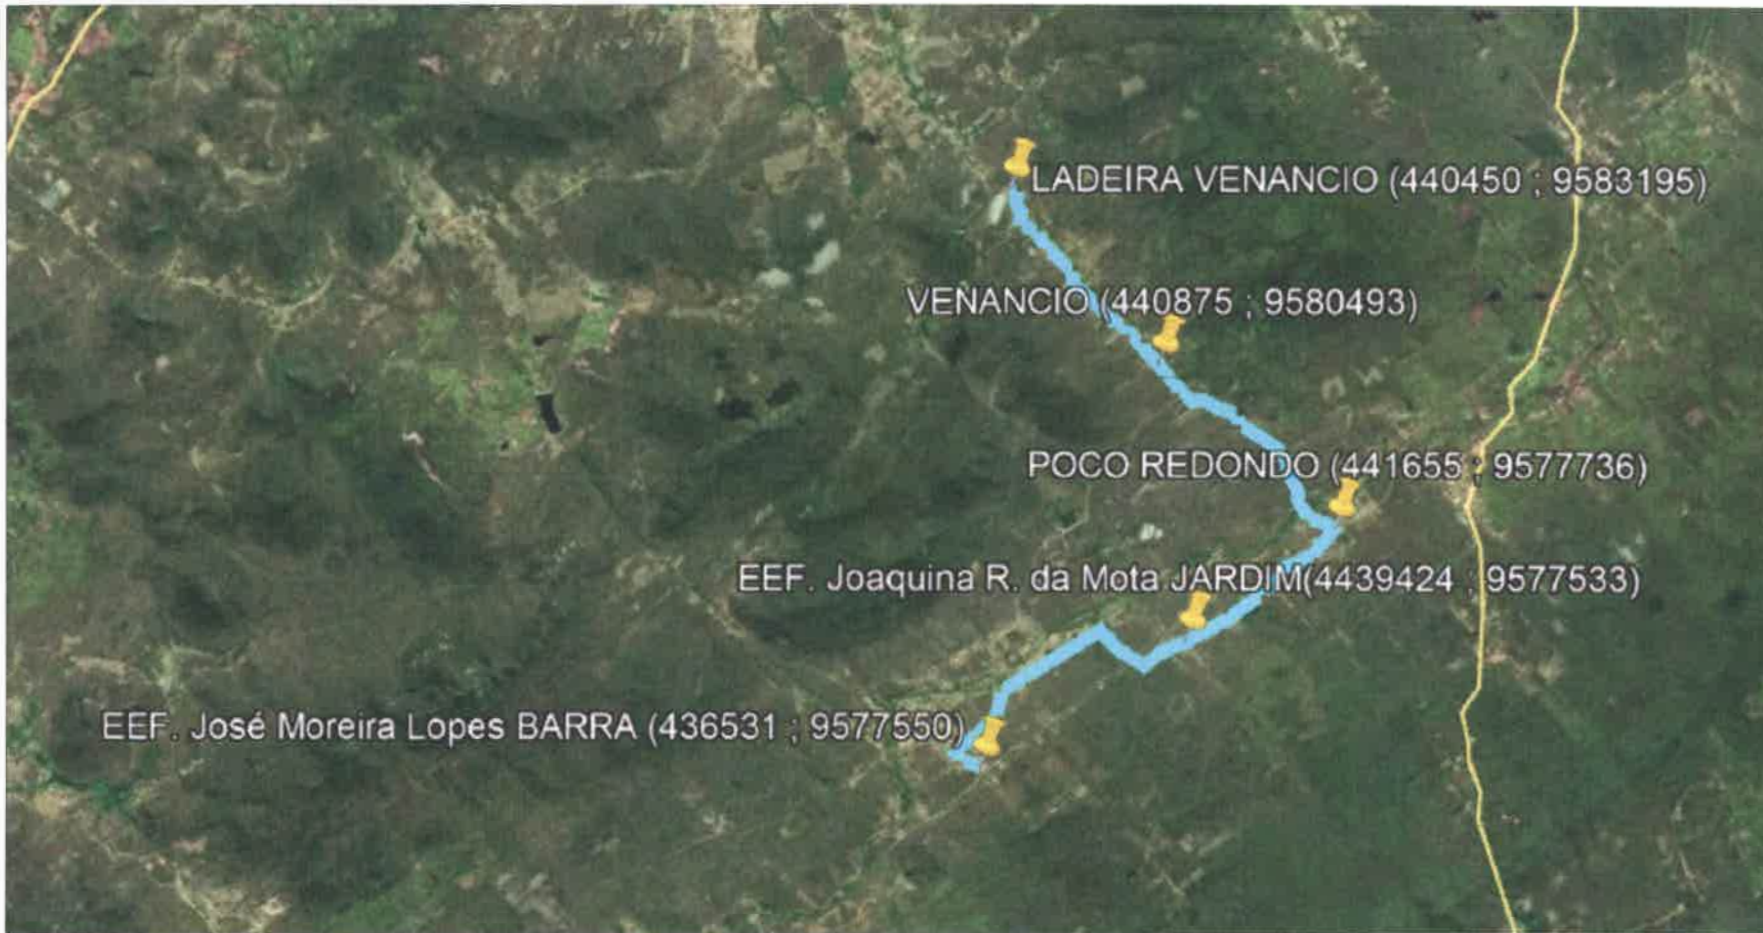 LADEIRA VENANCIO (440450 ; 9583195)
VENANCIO (440875 ; 9580493)
POCO REDONDO (441655 ; 9577736)
EEF. Joaquina R. da Mota JARDIM(4439424 ; 9577533)
EEF. José Moreira Lopes BARRA (436531 ; 9577550)